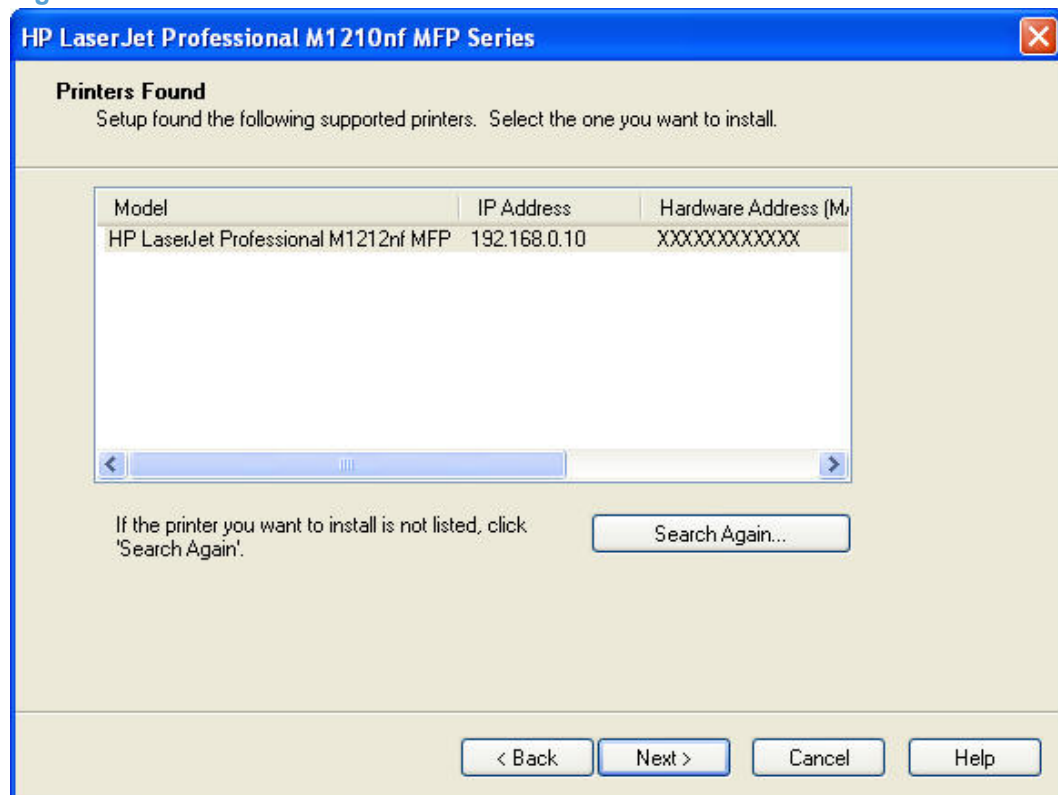 HP LaserJet Professional M1210nf MFP Series
Printers Found
Setup found the following supported printers. Select the one you want to install.
Model IP Address Hardware Address (M
HP LaserJet Professional M1212nf MFP 192.168.0.10 XXXXXXXXXXXX
If the printer you want to install is not listed, click
'Search Again'.
Search Again...
< Back Next > Cancel Help